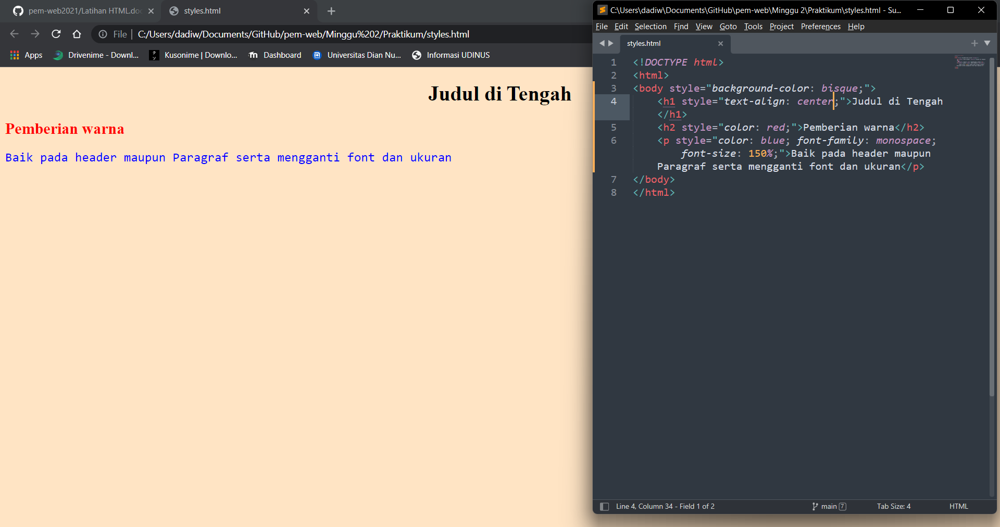 pem-web2021/Latihan HTML.doc
styles.html
File
C:/Users/dadiw/Documents/GitHub/pem-web/Minggu%202/Praktikum/styles.html
Apps
Drivenime - Downl...
Kusonime | Downlo...
Dashboard
Universitas Dian Nu...
Informasi UDINUS
Judul di Tengah
Pemberian warna
Baik pada header maupun Paragraf serta mengganti font dan ukuran
C:\Users\dadiw\Documents\GitHub\pem-web\Minggu 2\Praktikum\styles.html - Su...
File Edit Selection Find View Goto Tools Project Preferences Help
styles.html
1 <!DOCTYPE html>
2 <html>
3 <body style="background-color: bisque;">
4 <h1 style="text-align: center;">Judul di Tengah
</h1>
5 <h2 style="color: red;">Pemberian warna</h2>
6 <p style="color: blue; font-family: monospace;
font-size: 150%;">Baik pada header maupun
Paragraf serta mengganti font dan ukuran</p>
7 </body>
8 </html>
Line 4, Column 34 - Field 1 of 2
main 7
Tab Size: 4
HTML